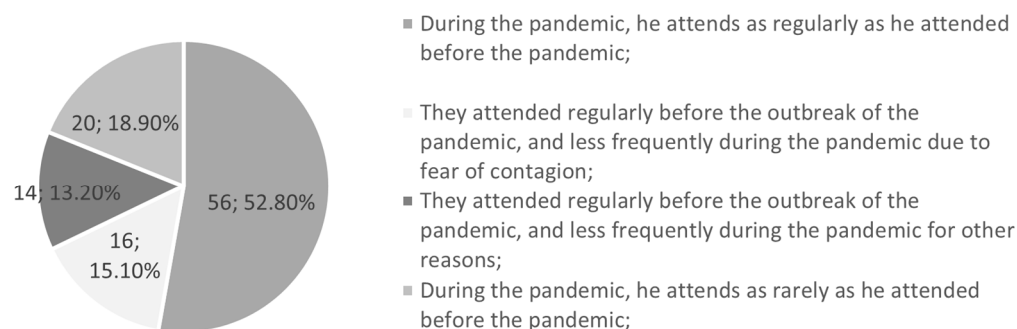 During the pandemic, he attends as regularly as he attended
before the pandemic;
They attended regularly before the outbreak of the
pandemic, and less frequently during the pandemic due to
fear of contagion;
They attended regularly before the outbreak of the
pandemic, and less frequently during the pandemic for other
reasons;
During the pandemic, he attends as rarely as he attended
before the pandemic;
20; 18.90%
14; 13.20%
56; 52.80%
16;
15.10%